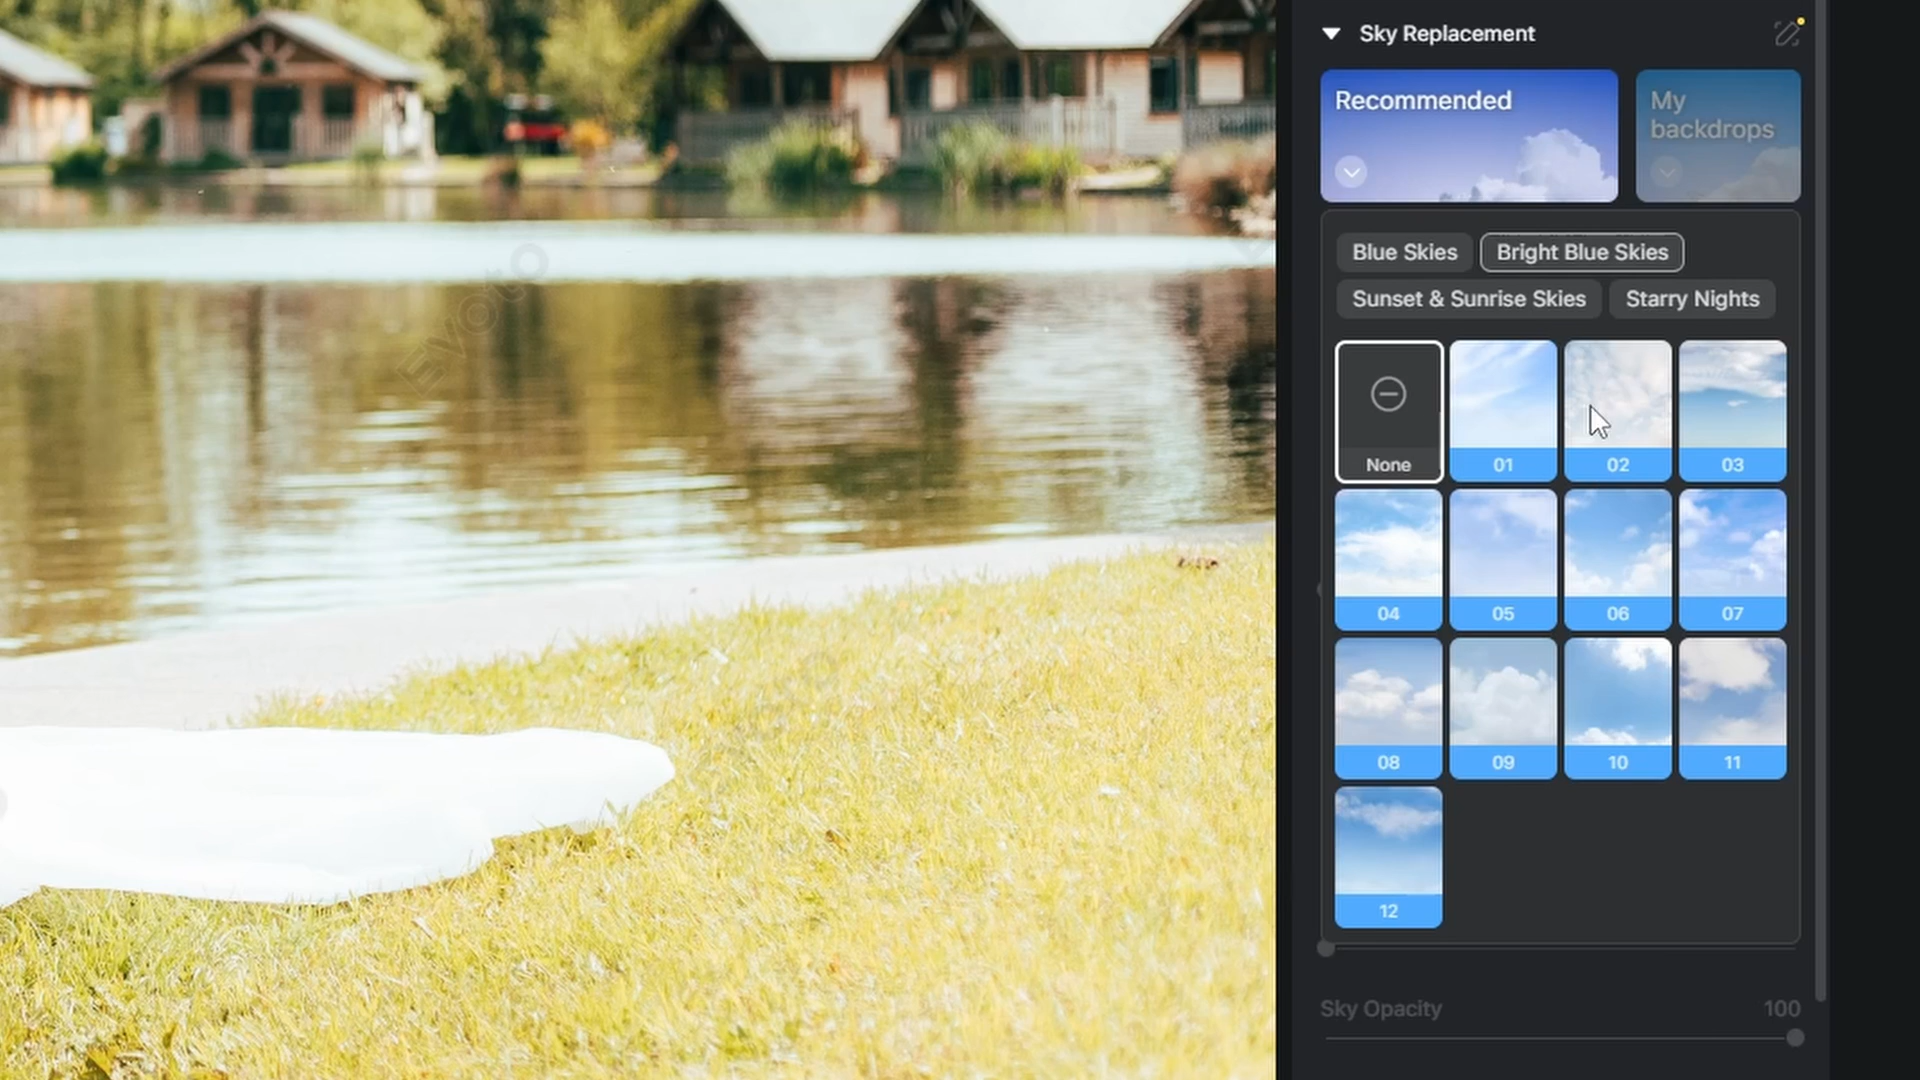 Sky Replacement
Recommended
My
backdrops
Blue Skies
Bright Blue Skies
Sunset & Sunrise Skies
Starry Nights
None
01
02
03
04
05
06
07
08
09
10
11
12
Sky Opacity
100
Evoto